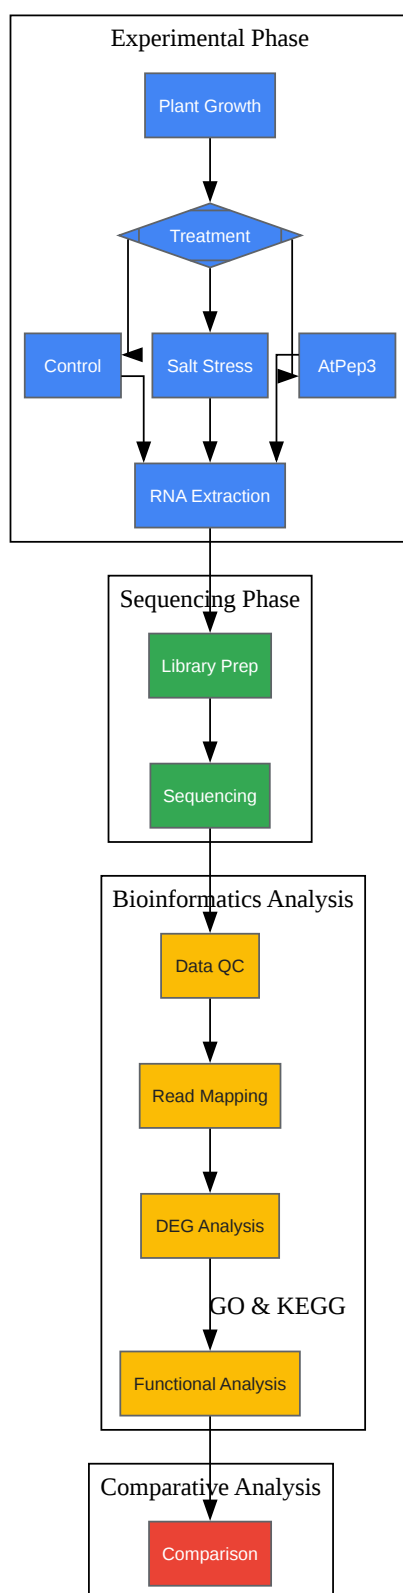 Experimental Phase
Plant Growth
Treatment
Control
Salt Stress
AtPep3
RNA Extraction
Sequencing Phase
Library Prep
Sequencing
Bioinformatics Analysis
Data QC
Read Mapping
DEG Analysis
GO & KEGG
Functional Analysis
Comparative Analysis
Comparison